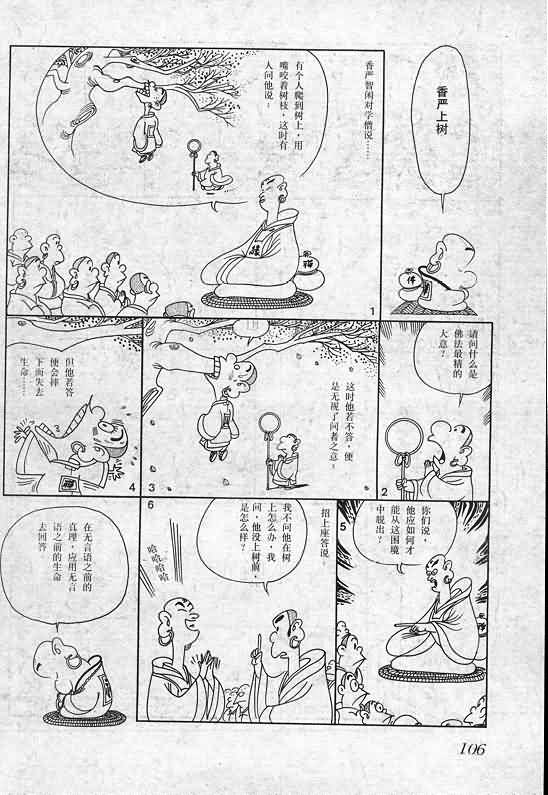 香严上树
香严智闲对学僧说……
有个人爬到树上，用
嘴咬着树枝，这时有
人问他说：
1
请问什么是
佛法最精的
大意？
2
这时他若不答，便
是无视了问者之意；
3
但他若答
便会摔
下而失去
生命……
4
你们说，
他应如何才
能从这困境
中脱出？
5
招上座答说：
我不问他在树
上怎么办，我
问，他没上树前，
是怎么样？
哈哈哈哈
6
在无言语之前的
真理，应用无言
语之前的生命
去回答
106